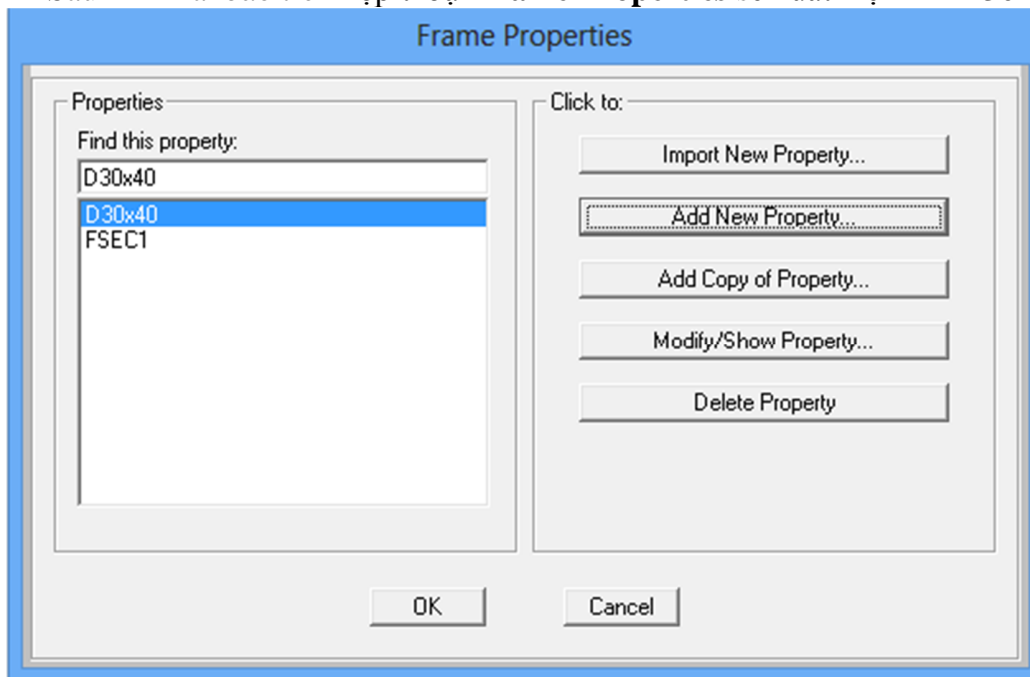 Frame Properties
Properties
Find this property:
D30x40
D30x40
FSEC1
Click to:
Import New Property...
Add New Property...
Add Copy of Property...
Modify/Show Property...
Delete Property
OK
Cancel